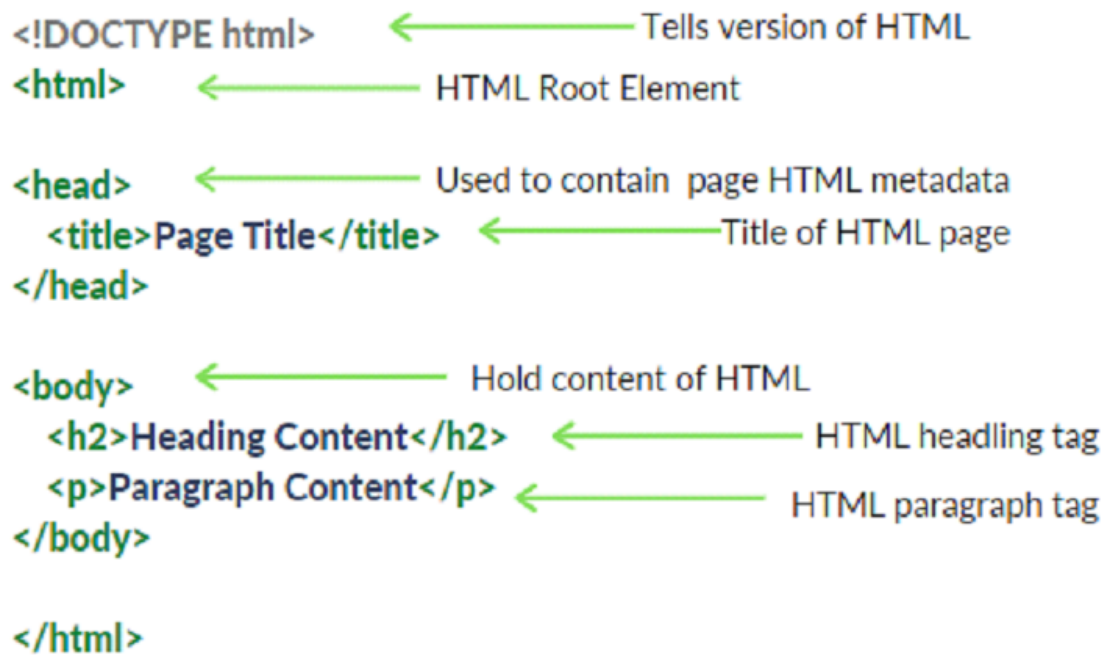 <!DOCTYPE html> Tells version of HTML
<html> HTML Root Element
<head> Used to contain page HTML metadata
<title>Page Title</title> Title of HTML page
</head>
<body> Hold content of HTML
<h2>Heading Content</h2> HTML headling tag
<p>Paragraph Content</p> HTML paragraph tag
</body>
</html>